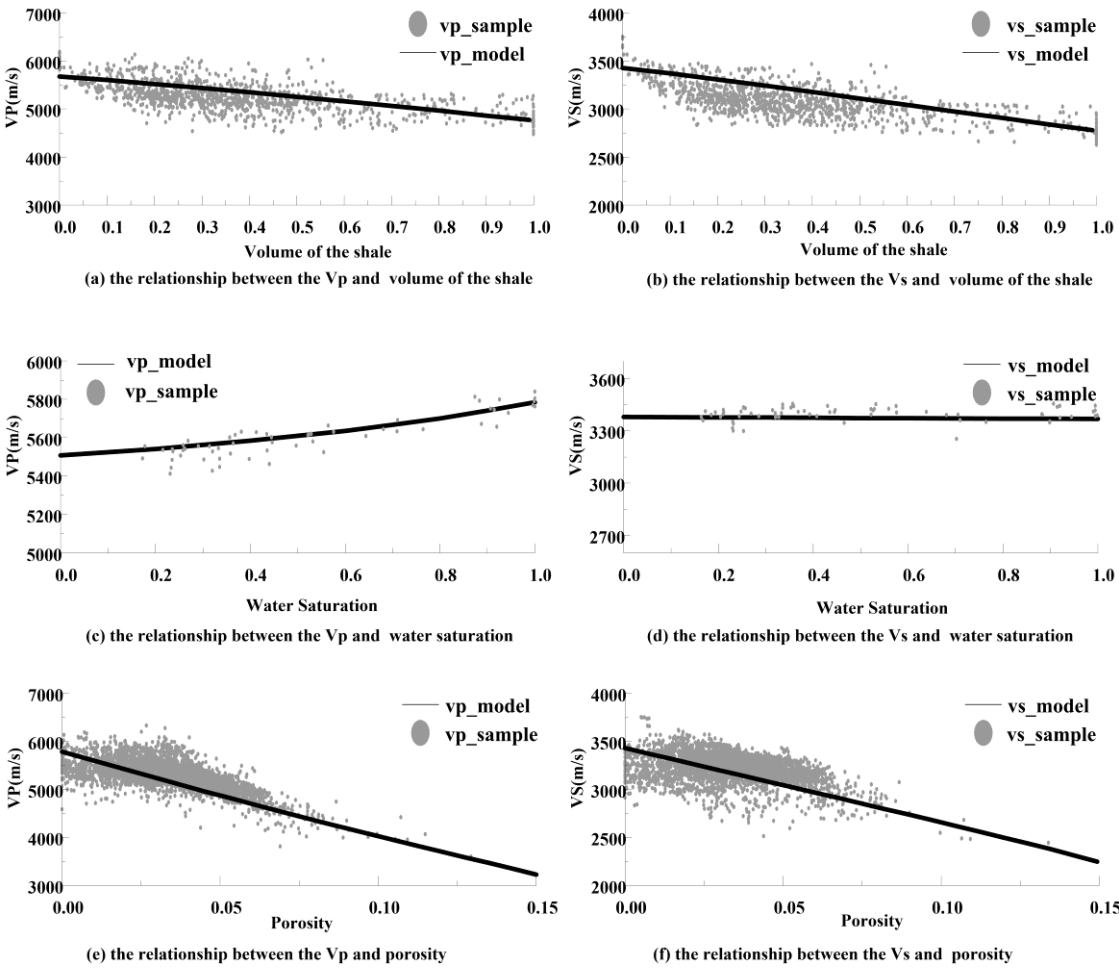 7000
6000
5000
4000
3000
VP(m/s)
vp_sample
vp_model
0.0 0.1 0.2 0.3 0.4 0.5 0.6 0.7 0.8 0.9 1.0
Volume of the shale
(a) the relationship between the Vp and volume of the shale
4000
3500
3000
2500
2000
VS(m/s)
vs_sample
vs_model
0.0 0.1 0.2 0.3 0.4 0.5 0.6 0.7 0.8 0.9 1.0
Volume of the shale
(b) the relationship between the Vs and volume of the shale
6000
5800
5600
5400
5200
5000
VP(m/s)
vp_model
vp_sample
0.0 0.2 0.4 0.6 0.8 1.0
Water Saturation
(c) the relationship between the Vp and water saturation
3600
3300
3000
2700
VS(m/s)
vs_model
vs_sample
0.0 0.2 0.4 0.6 0.8 1.0
Water Saturation
(d) the relationship between the Vs and water saturation
7000
6000
5000
4000
3000
VP(m/s)
vp_model
vp_sample
0.00 0.05 0.10 0.15
Porosity
(e) the relationship between the Vp and porosity
4000
3500
3000
2500
2000
VS(m/s)
vs_model
vs_sample
0.00 0.05 0.10 0.15
Porosity
(f) the relationship between the Vs and porosity